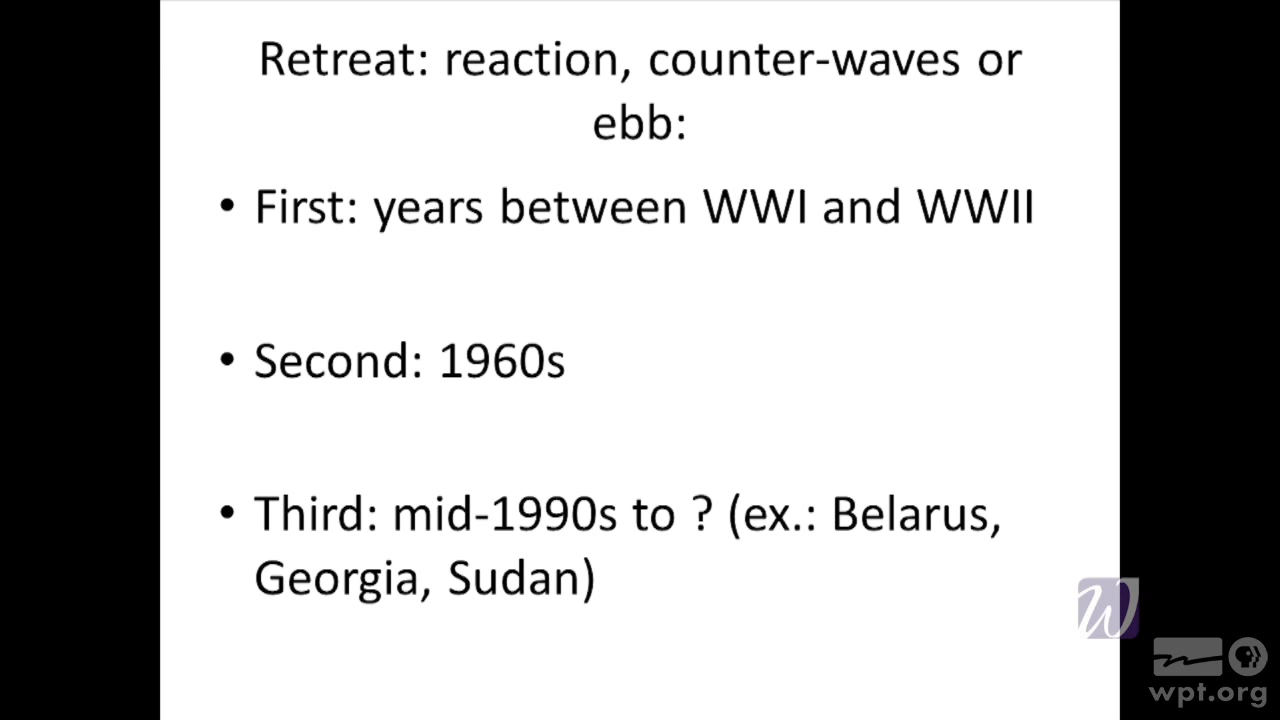 Retreat: reaction, counter-waves or
ebb:
• First: years between WWI and WWII
• Second: 1960s
• Third: mid-1990s to ? (ex.: Belarus,
Georgia, Sudan)
W
wpt.org